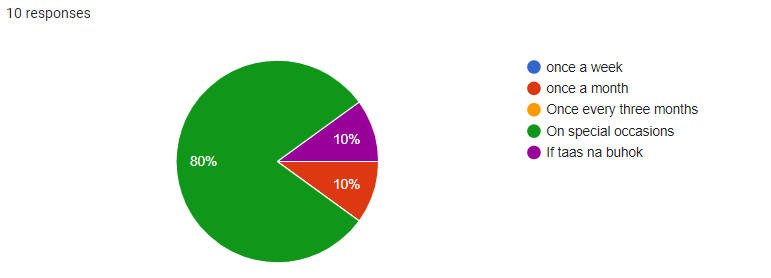 10 responses
once a week
once a month
Once every three months
On special occasions
If taas na buhok
80%
10%
10%